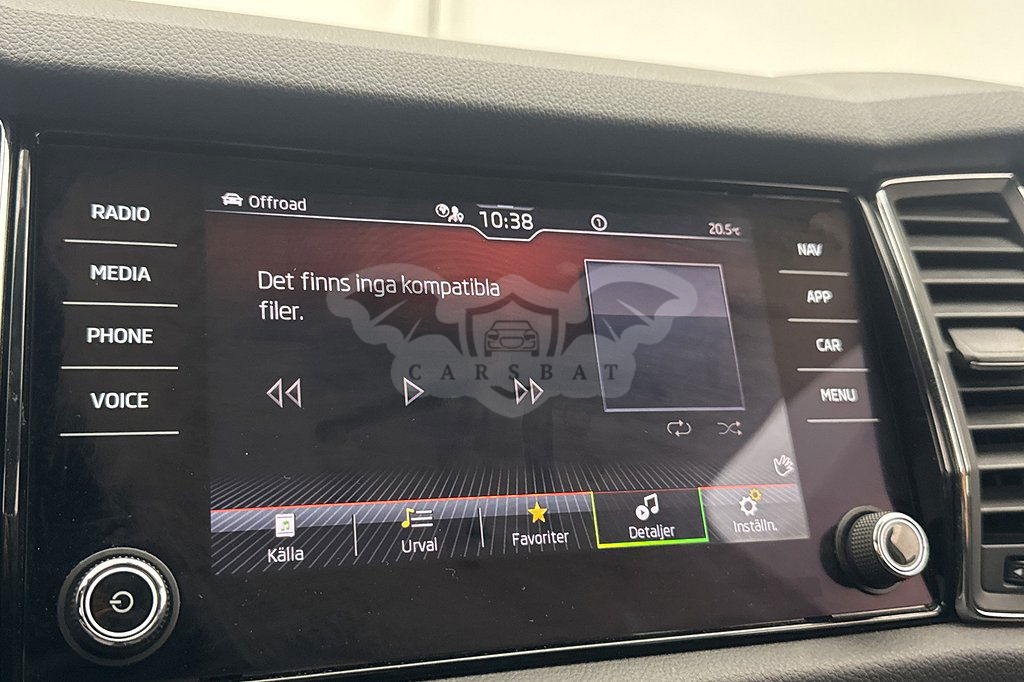 RADIO
MEDIA
PHONE
VOICE
Offroad
10:38
1
20.5°C
Det finns inga kompatibla
filer.
CARSBAT
Källa
Urval
Favoriter
Detaljer
Inställn.
NAV
APP
CAR
MENU